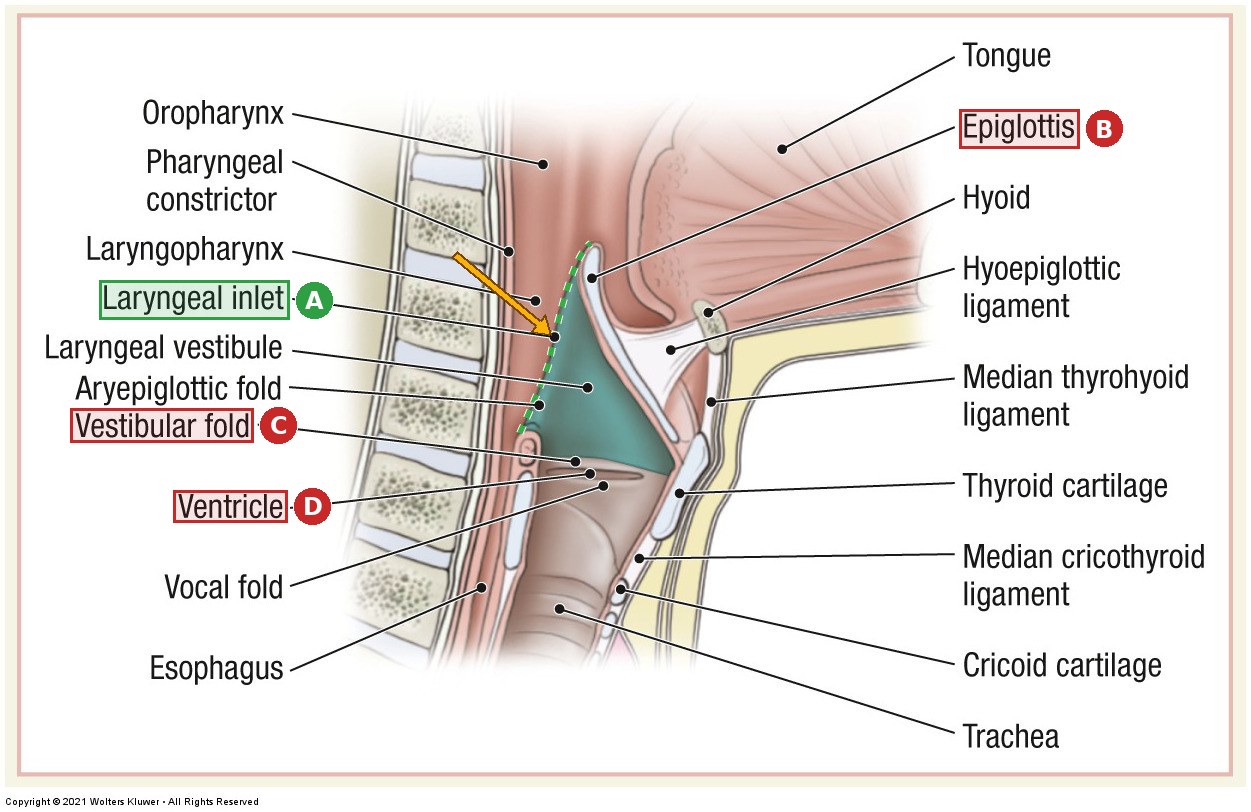 Oropharynx
Pharyngeal
constrictor
Laryngopharynx
Laryngeal inlet A
Laryngeal vestibule
Aryepiglottic fold
Vestibular fold C
Ventricle D
Vocal fold
Esophagus
Tongue
Epiglottis B
Hyoid
Hyoepiglottic
ligament
Median thyrohyoid
ligament
Thyroid cartilage
Median cricothyroid
ligament
Cricoid cartilage
Trachea
Copyright © 2021 Wolters Kluwer • All Rights Reserved